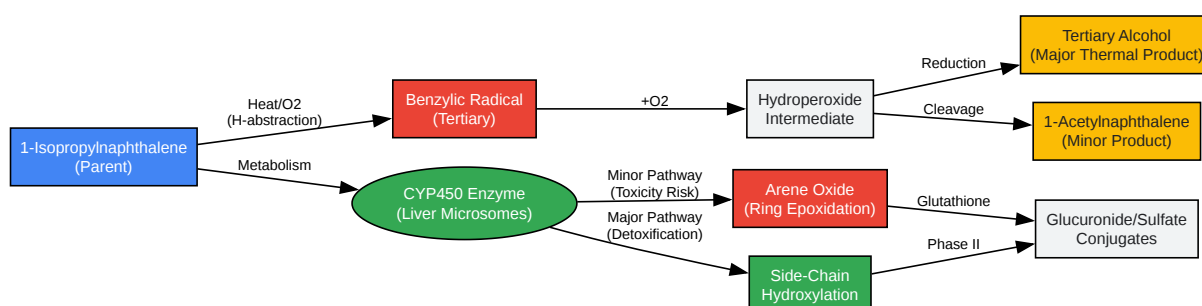 1-Isopropylnaphthalene
(Parent)
Heat/O2
(H-abstraction)
Metabolism
Benzylic Radical
(Tertiary)
CYP450 Enzyme
(Liver Microsomes)
+O2
Minor Pathway
(Toxicity Risk)
Major Pathway
(Detoxification)
Hydroperoxide
Intermediate
Arene Oxide
(Ring Epoxidation)
Side-Chain
Hydroxylation
Reduction
Cleavage
Glutathione
Phase II
Tertiary Alcohol
(Major Thermal Product)
1-Acetylnaphthalene
(Minor Product)
Glucuronide/Sulfate
Conjugates